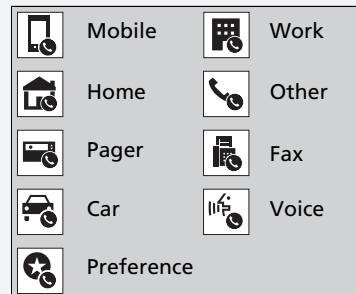 Mobile
Work
Home
Other
Pager
Fax
Car
Voice
Preference